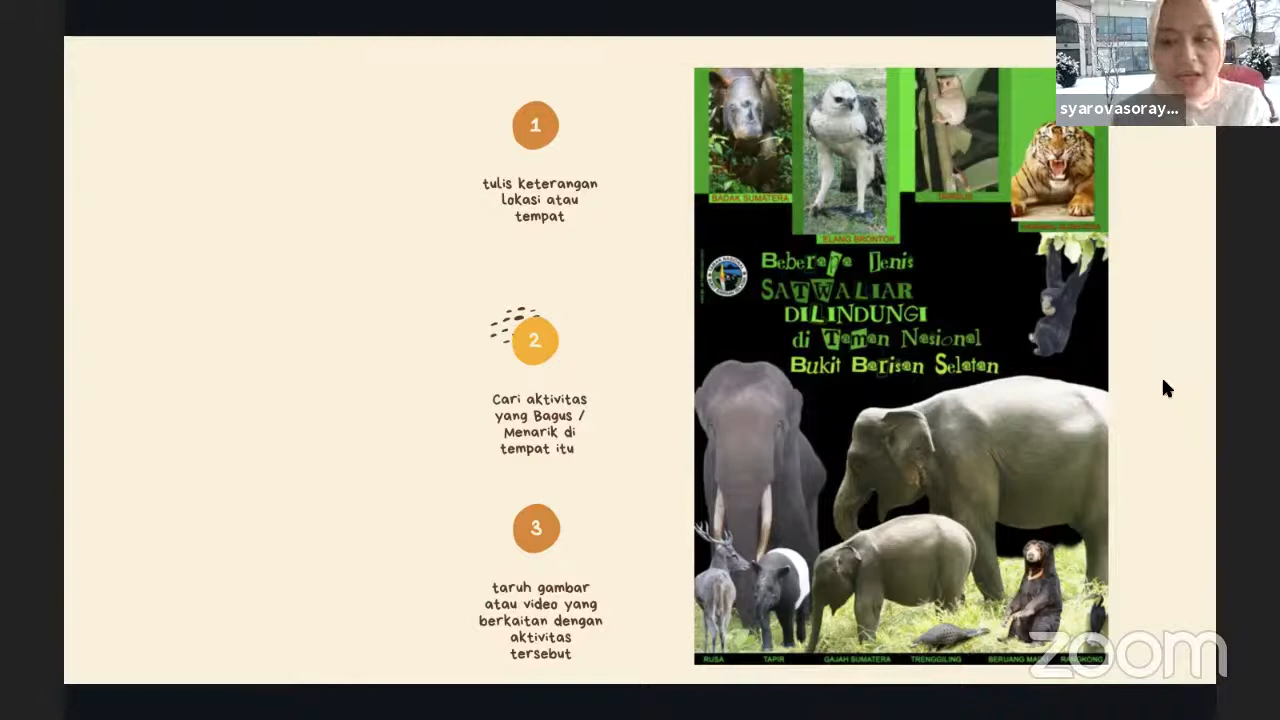 syarovasoray...
1
tulis keterangan
lokasi atau
tempat
2
Cari aktivitas
yang Bagus /
Menarik di
tempat itu
3
taruh gambar
atau video yang
berkaitan dengan
aktivitas
tersebut
BADAK SUMATERA
ELANG BRONTOK
Beberapa Jenis
SATWALIAR
DILINDUNGI
di Taman Nasional
Bukit Barisan Selatan
RUSA
TAPIR
GAJAH SUMATERA
TRENGGILING
BERUANG
RANGKONG
zoom